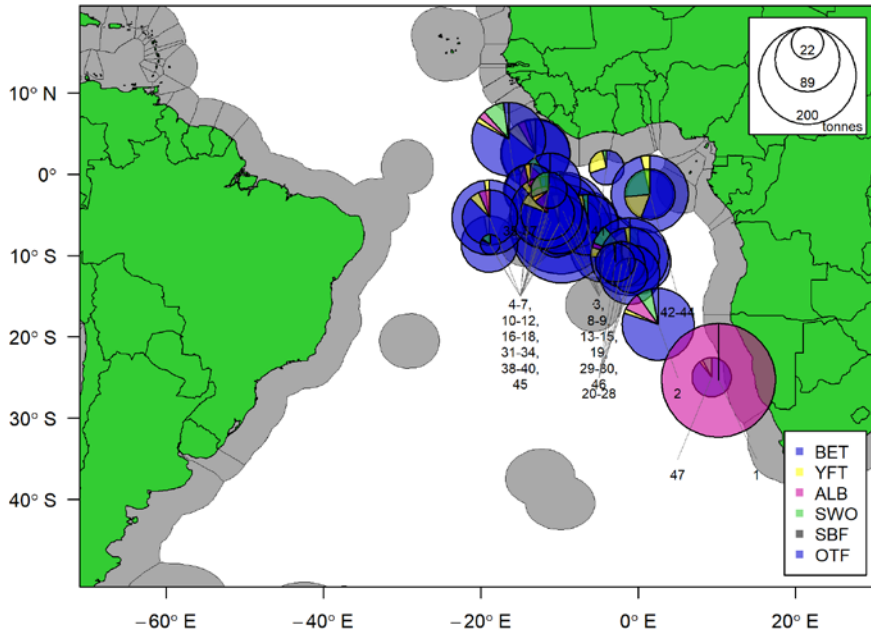 22
89
200
tonnes
10° N
0°
10° S
20° S
30° S
40° S
4-7,
10-12,
16-18,
31-34,
38-40,
45
-3,
8-9
13-15,
19
29-30,
46
20-28
42-44
2
47
1
BET
YFT
ALB
SWO
SBF
OTF
−60° E
−40° E
−20° E
0° E
20° E